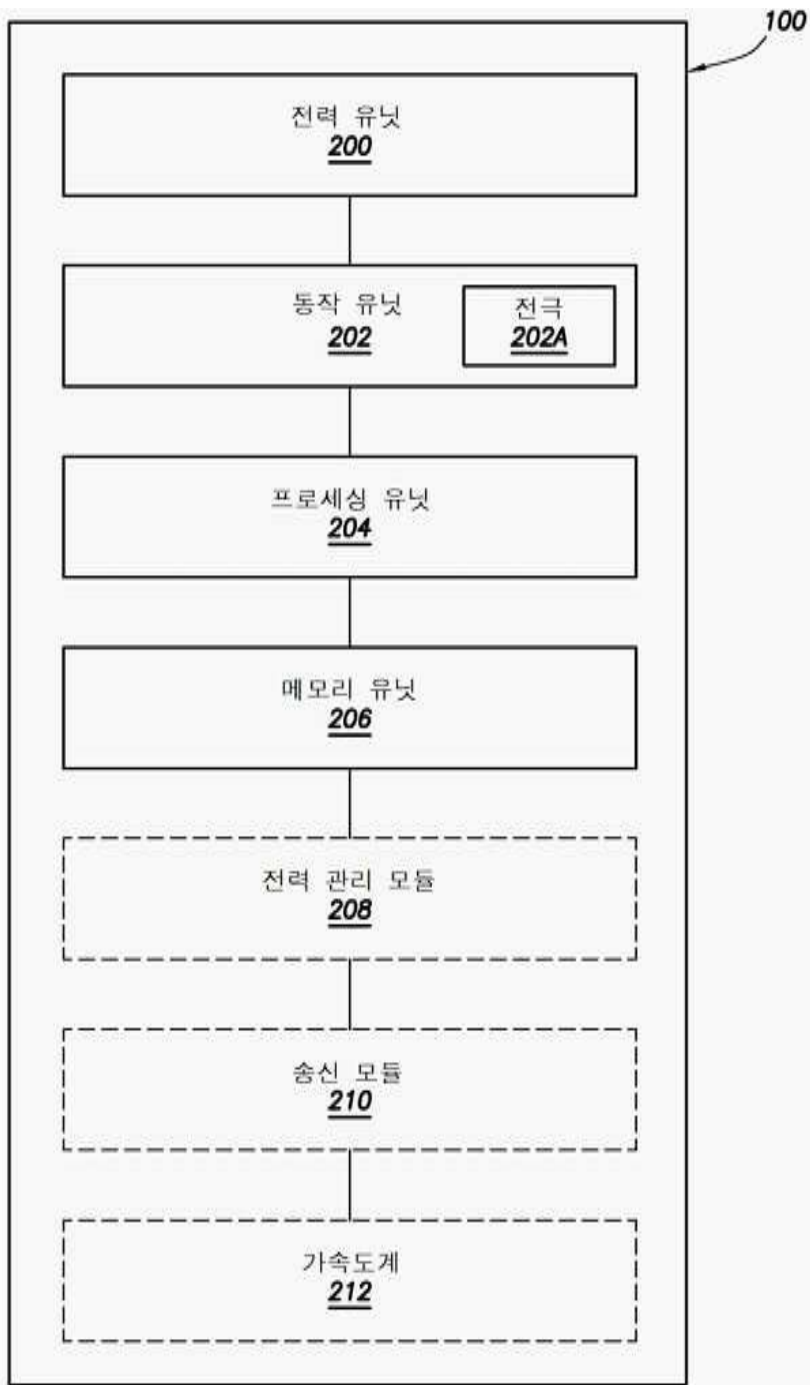 100
전력 유닛
200
동작 유닛
202
전극
202A
프로세싱 유닛
204
메모리 유닛
206
전력 관리 모듈
208
송신 모듈
210
가속도계
212